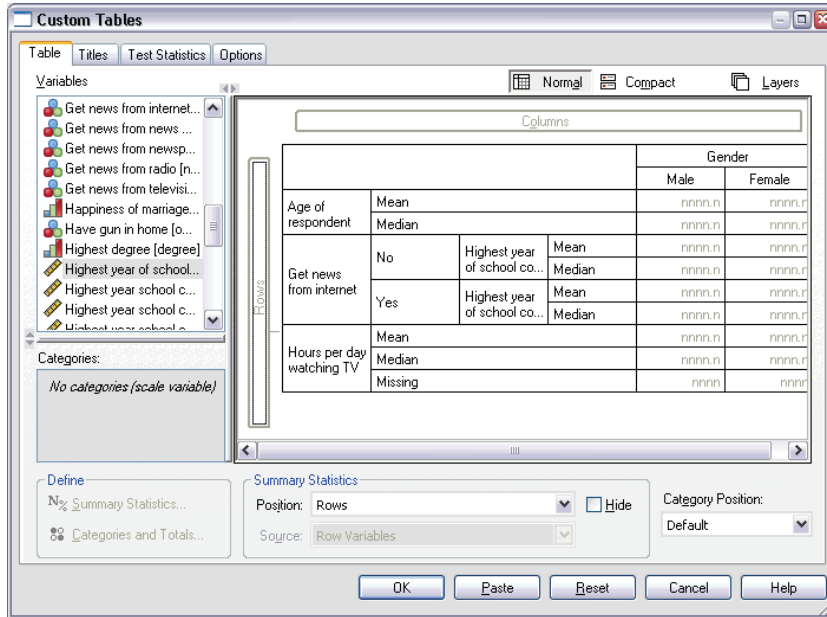 Custom Tables
Table Titles Test Statistics Options
Variables
Normal Compact Layers
Get news from internet...
Get news from news ...
Get news from newsp...
Get news from radio [n...
Get news from televisi...
Happiness of marriage...
Have gun in home [o...
Highest degree [degree]
Highest year of school...
Highest year school c...
Highest year school c...
Highest year school c...
Categories:
No categories (scale variable)
Columns
Rows
Gender
Male Female
Age of respondent Mean nnnn.n nnnn.n
Median nnnn.n nnnn.n
Get news from internet No Highest year of school co... Mean nnnn.n nnnn.n
Median nnnn.n nnnn.n
Yes Highest year of school co... Mean nnnn.n nnnn.n
Median nnnn.n nnnn.n
Hours per day watching TV Mean nnnn.n nnnn.n
Median nnnn.n nnnn.n
Missing nnnn nnnn
Define
N% Summary Statistics...
Categories and Totals...
Summary Statistics
Position: Rows Hide
Source: Row Variables
Category Position:
Default
OK Paste Reset Cancel Help